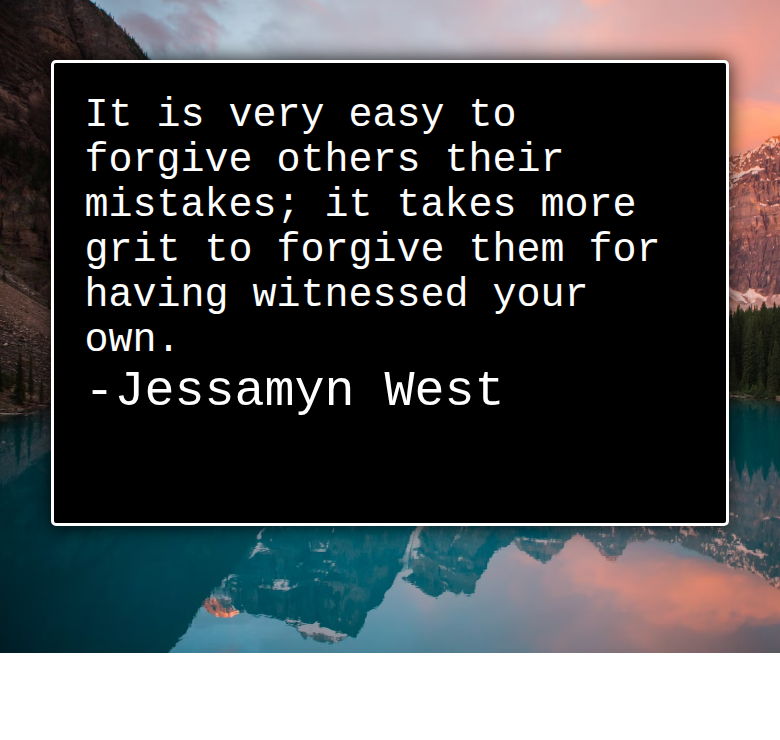 It is very easy to
forgive others their
mistakes; it takes more
grit to forgive them for
having witnessed your
own.
-Jessamyn West